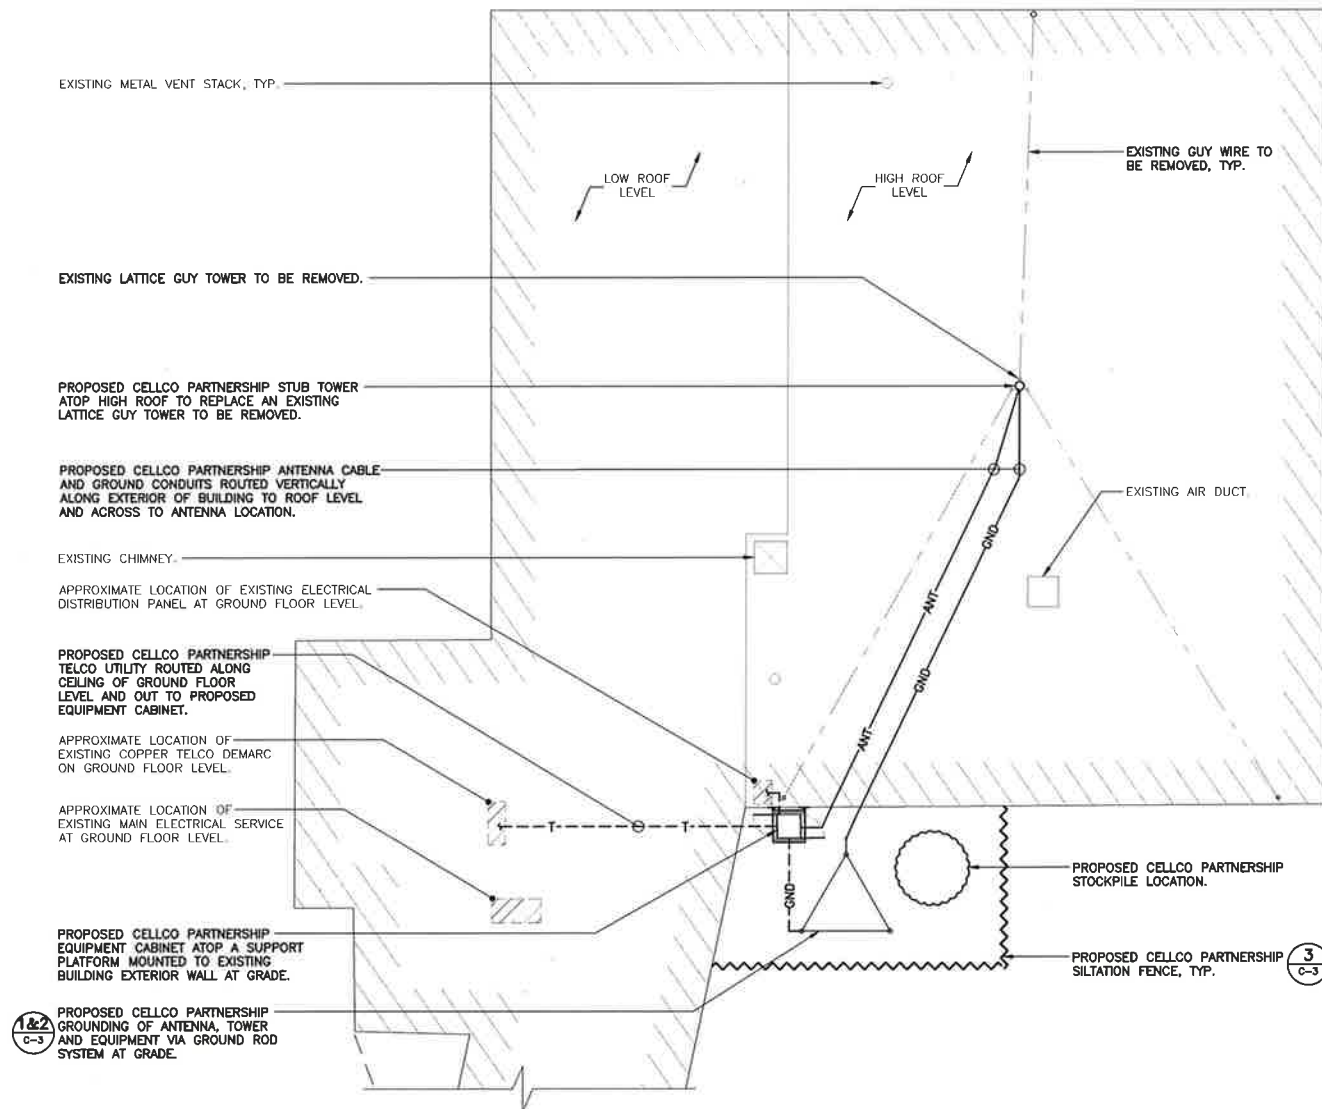 EXISTING METAL VENT STACK, TYP.
LOW ROOF
LEVEL
HIGH ROOF
LEVEL
EXISTING GUY WIRE TO
BE REMOVED, TYP.
EXISTING LATTICE GUY TOWER TO BE REMOVED.
PROPOSED CELLCO PARTNERSHIP STUB TOWER
ATOP HIGH ROOF TO REPLACE AN EXISTING
LATTICE GUY TOWER TO BE REMOVED.
PROPOSED CELLCO PARTNERSHIP ANTENNA CABLE
AND GROUND CONDUITS ROUTED VERTICALLY
ALONG EXTERIOR OF BUILDING TO ROOF LEVEL
AND ACROSS TO ANTENNA LOCATION.
EXISTING AIR DUCT.
EXISTING CHIMNEY.
GND
ANT
APPROXIMATE LOCATION OF EXISTING ELECTRICAL
DISTRIBUTION PANEL AT GROUND FLOOR LEVEL.
PROPOSED CELLCO PARTNERSHIP
TELCO UTILITY ROUTED ALONG
CEILING OF GROUND FLOOR
LEVEL AND OUT TO PROPOSED
EQUIPMENT CABINET.
GND
ANT
APPROXIMATE LOCATION OF
EXISTING COPPER TELCO DEMARC
ON GROUND FLOOR LEVEL.
APPROXIMATE LOCATION OF
EXISTING MAIN ELECTRICAL SERVICE
AT GROUND FLOOR LEVEL.
T
T
GND
PROPOSED CELLCO PARTNERSHIP
STOCKPILE LOCATION.
PROPOSED CELLCO PARTNERSHIP
EQUIPMENT CABINET ATOP A SUPPORT
PLATFORM MOUNTED TO EXISTING
BUILDING EXTERIOR WALL AT GRADE.
PROPOSED CELLCO PARTNERSHIP
SILTATION FENCE, TYP.
3
C-3
1&2
C-3
PROPOSED CELLCO PARTNERSHIP
GROUNDING OF ANTENNA, TOWER
AND EQUIPMENT VIA GROUND ROD
SYSTEM AT GRADE.